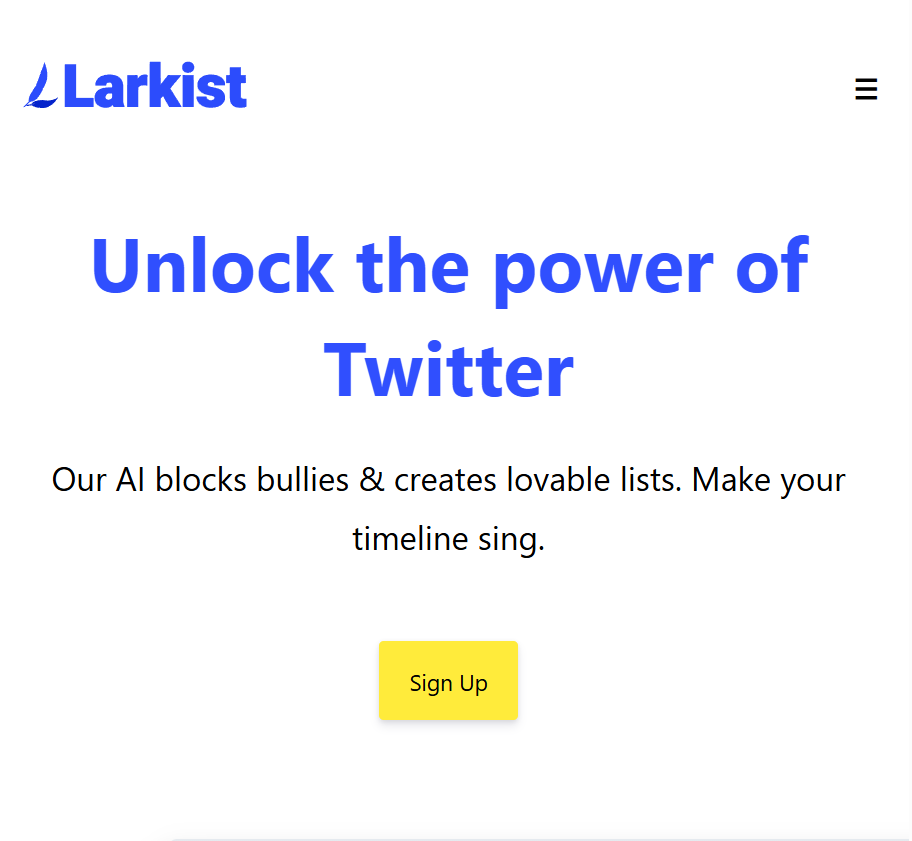 Larkist
Unlock the power of
Twitter
Our AI blocks bullies & creates lovable lists. Make your
timeline sing.
Sign Up